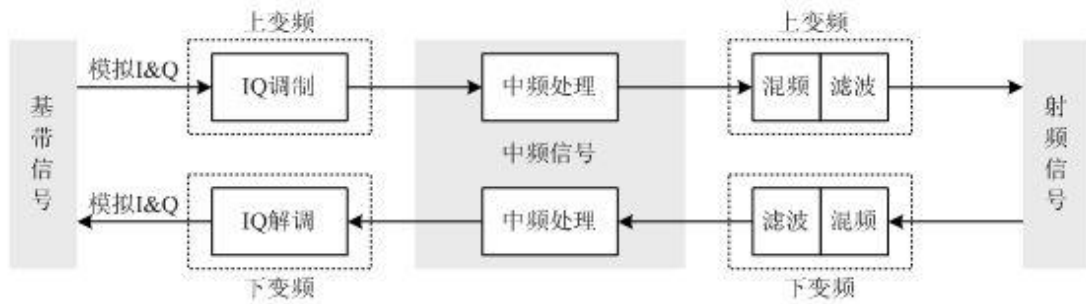 上变频
上变频
模拟I&Q
IQ调制
中频处理
混频
滤波
基带信号
中频信号
射频信号
模拟I&Q
IQ解调
中频处理
滤波
混频
下变频
下变频